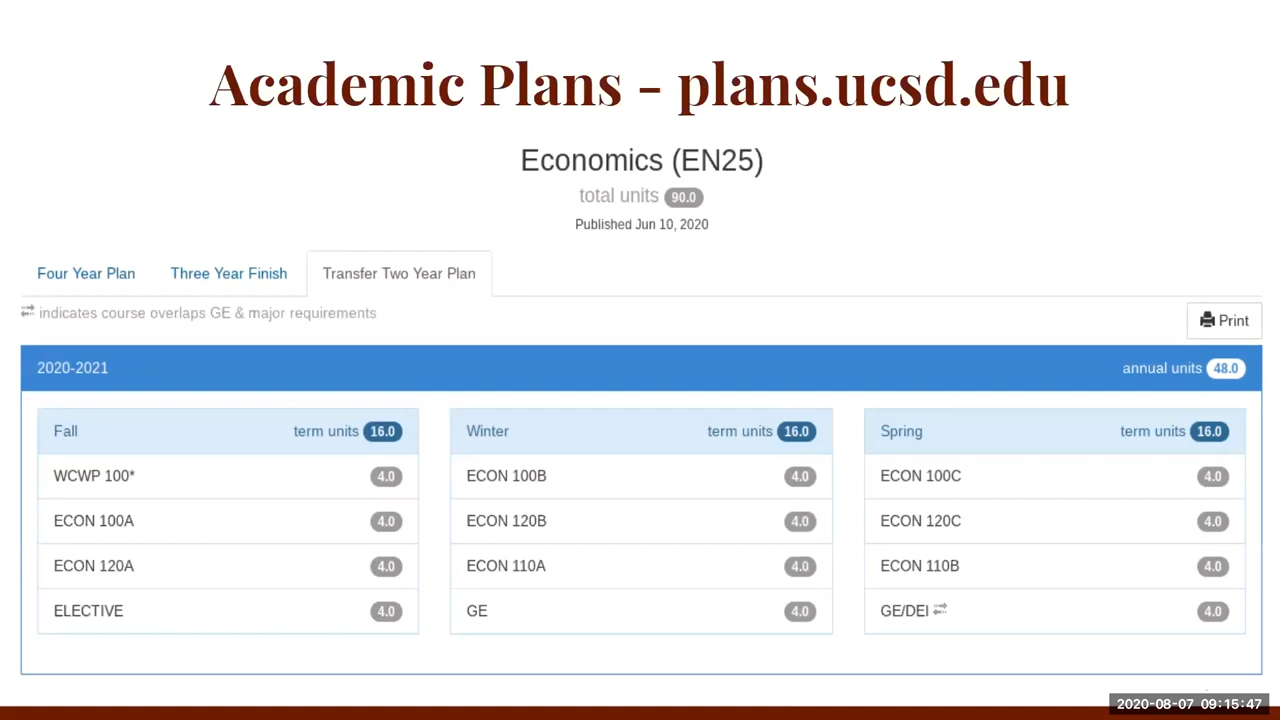 Academic Plans - plans.ucsd.edu
Economics (EN25)
total units 90.0
Published Jun 10, 2020
Four Year Plan Three Year Finish Transfer Two Year Plan
indicates course overlaps GE & major requirements
Print
2020-2021 annual units 48.0
Fall term units 16.0
WCWP 100* 4.0
ECON 100A 4.0
ECON 120A 4.0
ELECTIVE 4.0
Winter term units 16.0
ECON 100B 4.0
ECON 120B 4.0
ECON 110A 4.0
GE 4.0
Spring term units 16.0
ECON 100C 4.0
ECON 120C 4.0
ECON 110B 4.0
GE/DEI 4.0
2020-08-07 09:15:47